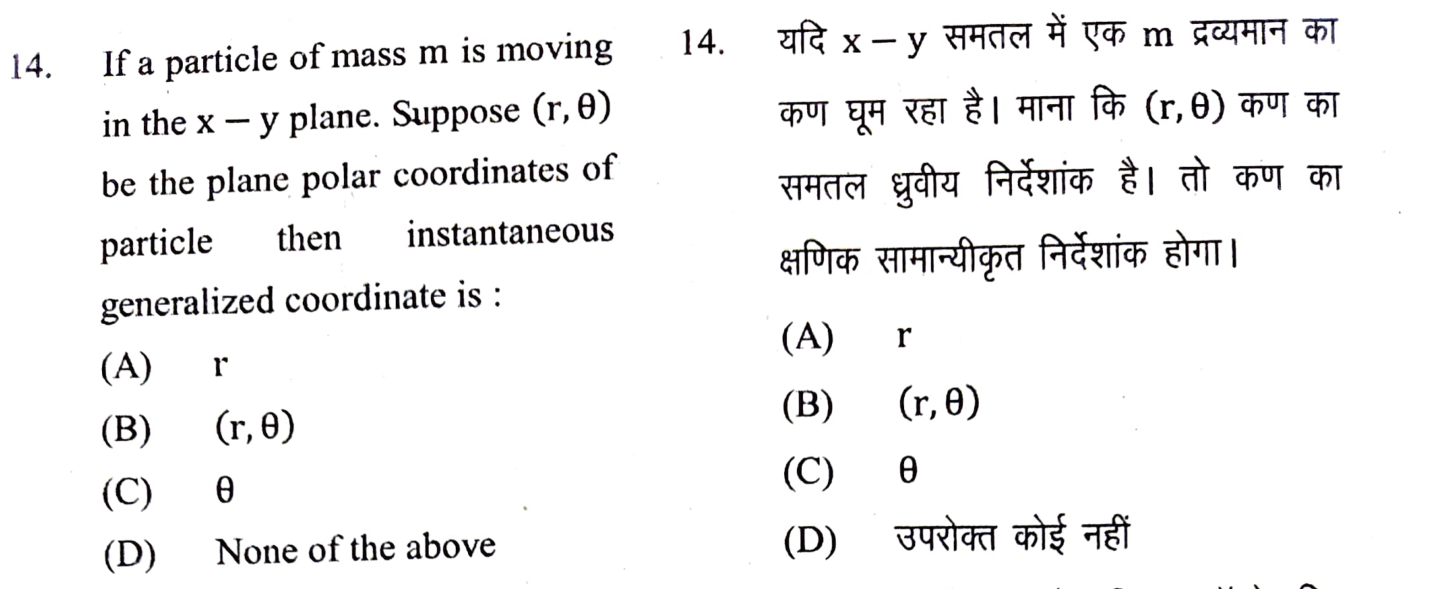 14. If a particle of mass m is moving
in the x – y plane. Suppose (r, θ)
be the plane polar coordinates of
particle then instantaneous
generalized coordinate is :
(A) r
(B) (r, θ)
(C) θ
(D) None of the above
14. यदि x – y समतल में एक m द्रव्यमान का
कण घूम रहा है। माना कि (r, θ) कण का
समतल ध्रुवीय निर्देशांक है। तो कण का
क्षणिक सामान्यीकृत निर्देशांक होगा।
(A) r
(B) (r, θ)
(C) θ
(D) उपरोक्त कोई नहीं